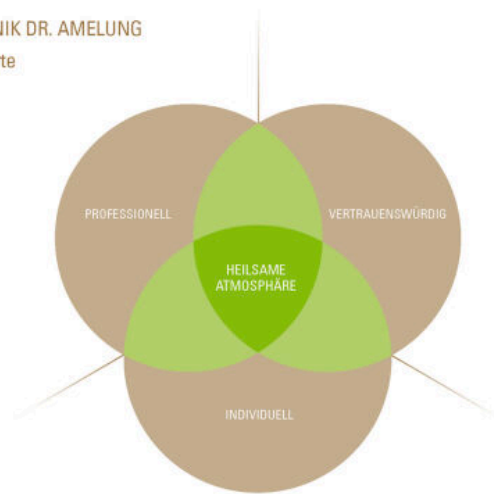 NIK DR. AMELUNG
te
PROFESSIONELL
VERTRAUENSWÜRDIG
HEILSAME
ATMOSPHÄRE
INDIVIDUELL